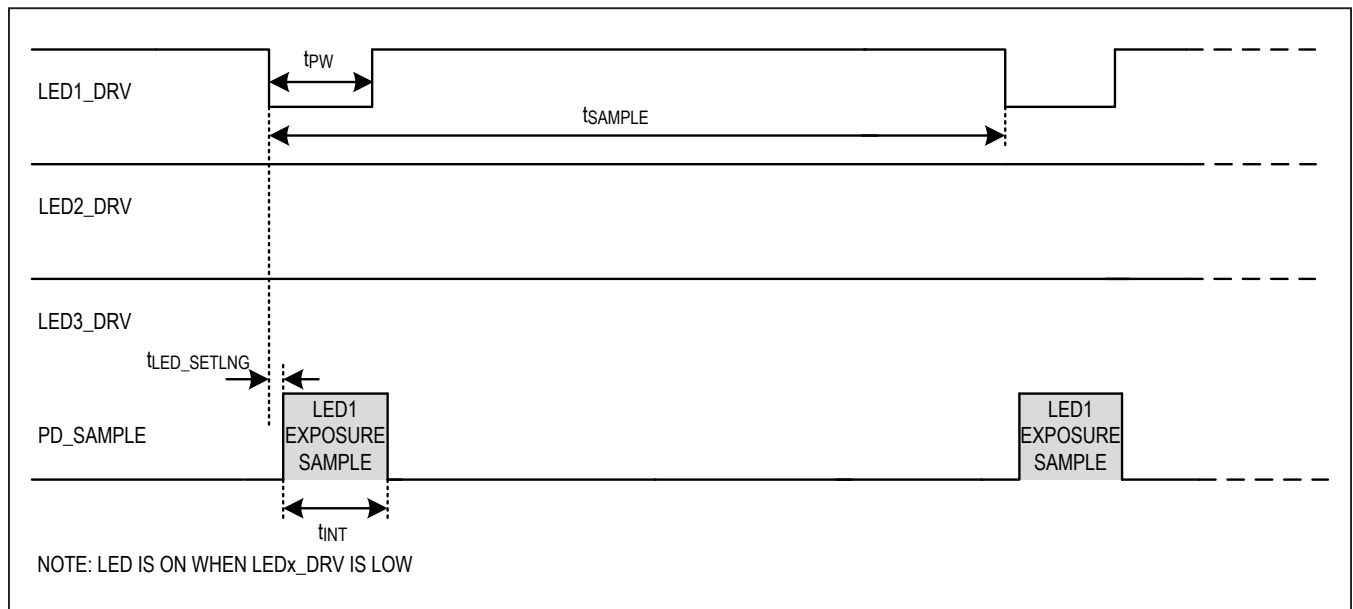 tPW
LED1_DRV
tSAMPLE
LED2_DRV
LED3_DRV
tLED_SETLNG
PD_SAMPLE
LED1
EXPOSURE
SAMPLE
LED1
EXPOSURE
SAMPLE
tINT
NOTE: LED IS ON WHEN LEDx_DRV IS LOW